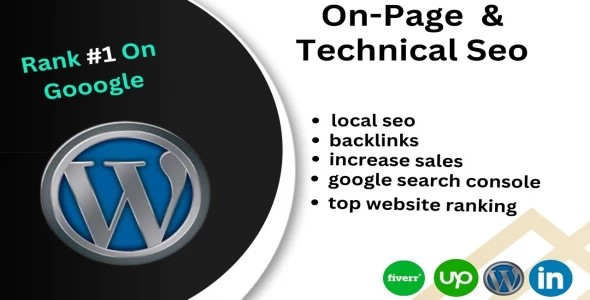 Rank #1 On
Gooogle
On-Page &
Technical Seo
local seo
backlinks
increase sales
google search console
top website ranking
fiverr
up
W
in